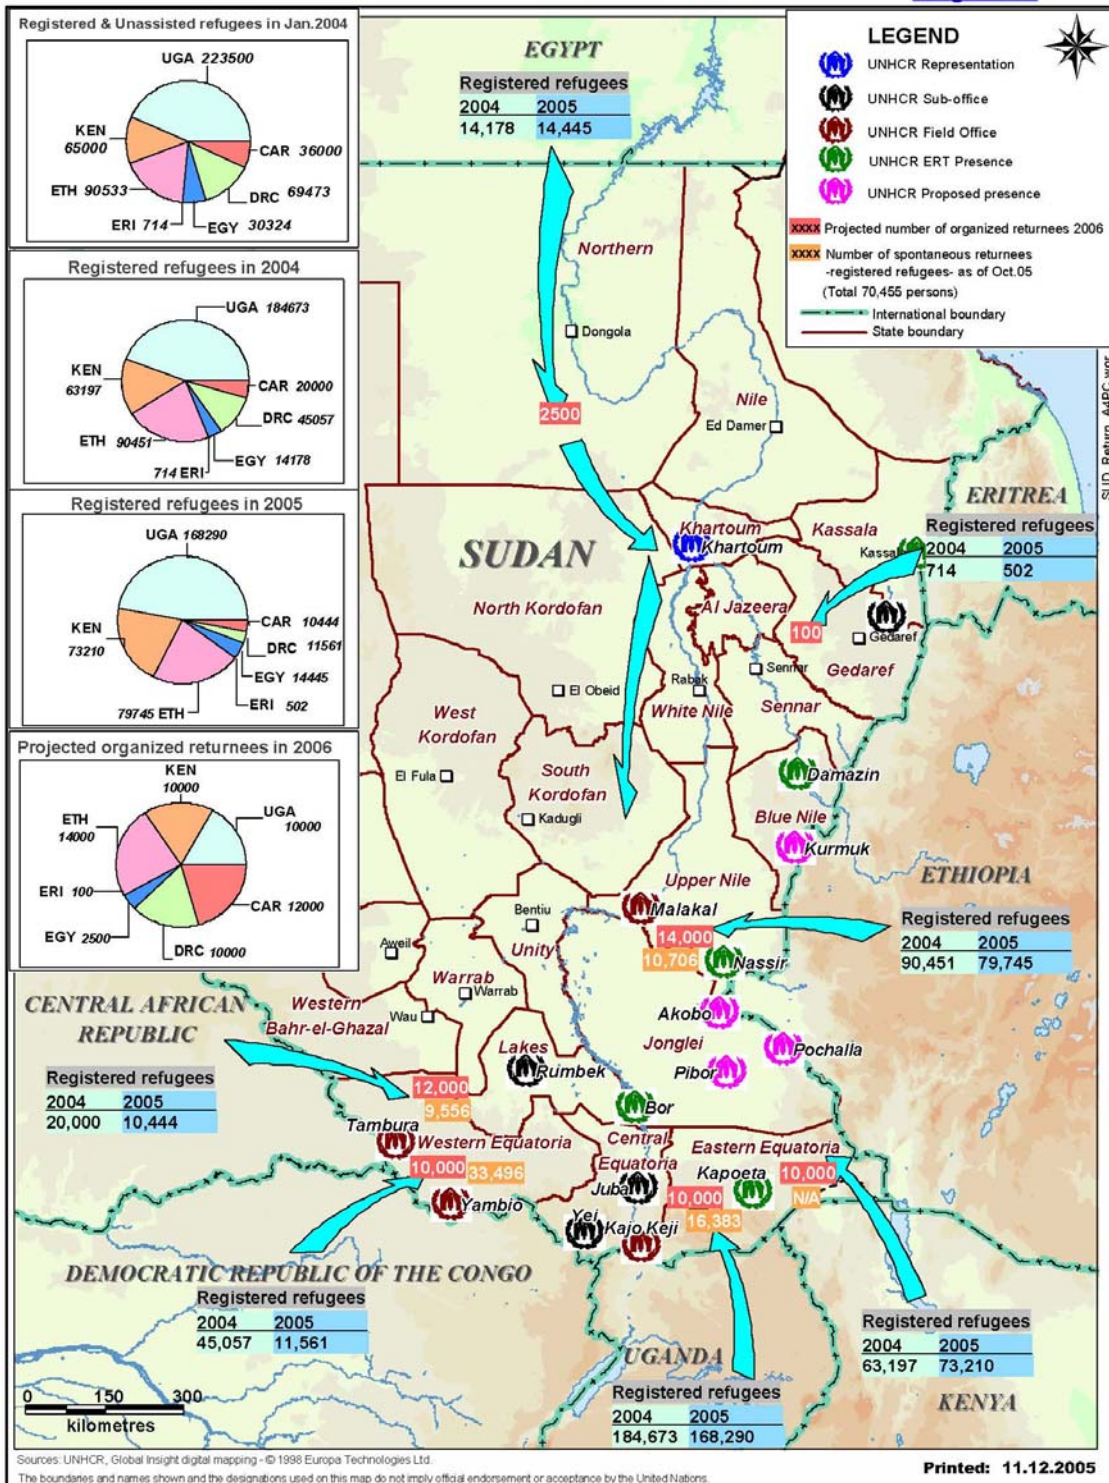 Registered & Unassisted refugees in Jan.2004
UGA 223500
KEN
65000
CAR 36000
ETH 90533
DRC 69473
ERI 714
EGY 30324
Registered refugees in 2004
UGA 184673
KEN
63197
CAR 20000
DRC 45057
ETH 90451
EGY 14178
714 ERI
Registered refugees in 2005
UGA 168290
KEN
73210
CAR 10444
DRC 11561
EGY 14445
ERI 502
79745 ETH
Projected organized returnees in 2006
KEN
10000
ETH
14000
UGA
10000
ERI 100
CAR 12000
EGY 2500
DRC 10000
LEGEND
UNHCR Representation
UNHCR Sub-office
UNHCR Field Office
UNHCR ERT Presence
UNHCR Proposed presence
xxxx Projected number of organized returnees 2006
xxxx Number of spontaneous returnees
-registered refugees- as of Oct.05
(Total 70,455 persons)
International boundary
State boundary
EGYPT
Registered refugees
2004 2005
14,178 14,445
Northern
Dongola
2500
Nile
Ed Damer
SUD_Return_A4PC.wor
ERITREA
Registered refugees
2004 2005
714 502
Khartoum
Khartoum
Kassala
SUDAN
North Kordofan
Al Jazeera
100
Gedaref
Gedaref
Sennar
Sennar
El Obeid
Rabak
White Nile
West
Kordofan
El Fula
South
Kordofan
Kadugli
Damazin
Blue Nile
Kurmuk
Upper Nile
ETHIOPIA
Registered refugees
2004 2005
90,451 79,745
Malakal
14,000
10,706
Nassir
Bentiu
Unity
Aweil
Warrab
Warrab
Wau
Western
Bahr-el-Ghazal
CENTRAL AFRICAN
REPUBLIC
Registered refugees
2004 2005
20,000 10,444
Akobo
Jonglei
Pochalla
Pibor
Lakes
Rumbek
12,000
9,556
Bor
Tambura
Western Equatoria
10,000 33,496
Yambio
Central
Equatoria
Juba
Eastern Equatoria
Kapoeta
10,000
N/A
10,000
16,383
Yei
Kajo Keji
DEMOCRATIC REPUBLIC OF THE CONGO
Registered refugees
2004 2005
45,057 11,561
UGANDA
Registered refugees
2004 2005
184,673 168,290
Registered refugees
2004 2005
63,197 73,210
KENYA
0 150 300
kilometres
Sources: UNHCR, Global Insight digital mapping - © 1998 Europa Technologies Ltd.
The boundaries and names shown and the designations used on this map do not imply official endorsement or acceptance by the United Nations.
Printed: 11.12.2005